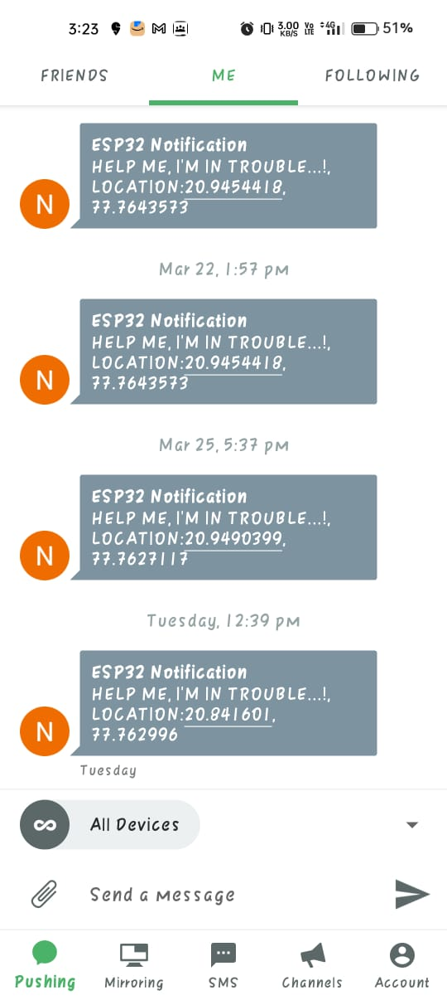 3:23
3.00 KB/S
Vo LTE
4G
51%
FRIENDS
ME
FOLLOWING
ESP32 Notification
HELP ME, I'M IN TROUBLE...!,
LOCATION:20.9454418,
77.7643573
N
Mar 22, 1:57 pm
ESP32 Notification
HELP ME, I'M IN TROUBLE...!,
LOCATION:20.9454418,
77.7643573
N
Mar 25, 5:37 pm
ESP32 Notification
HELP ME, I'M IN TROUBLE...!,
LOCATION:20.9490399,
77.7627117
N
Tuesday, 12:39 pm
ESP32 Notification
HELP ME, I'M IN TROUBLE...!,
LOCATION:20.841601,
77.762996
N
Tuesday
All Devices
Send a message
Pushing
Mirroring
SMS
Channels
Account